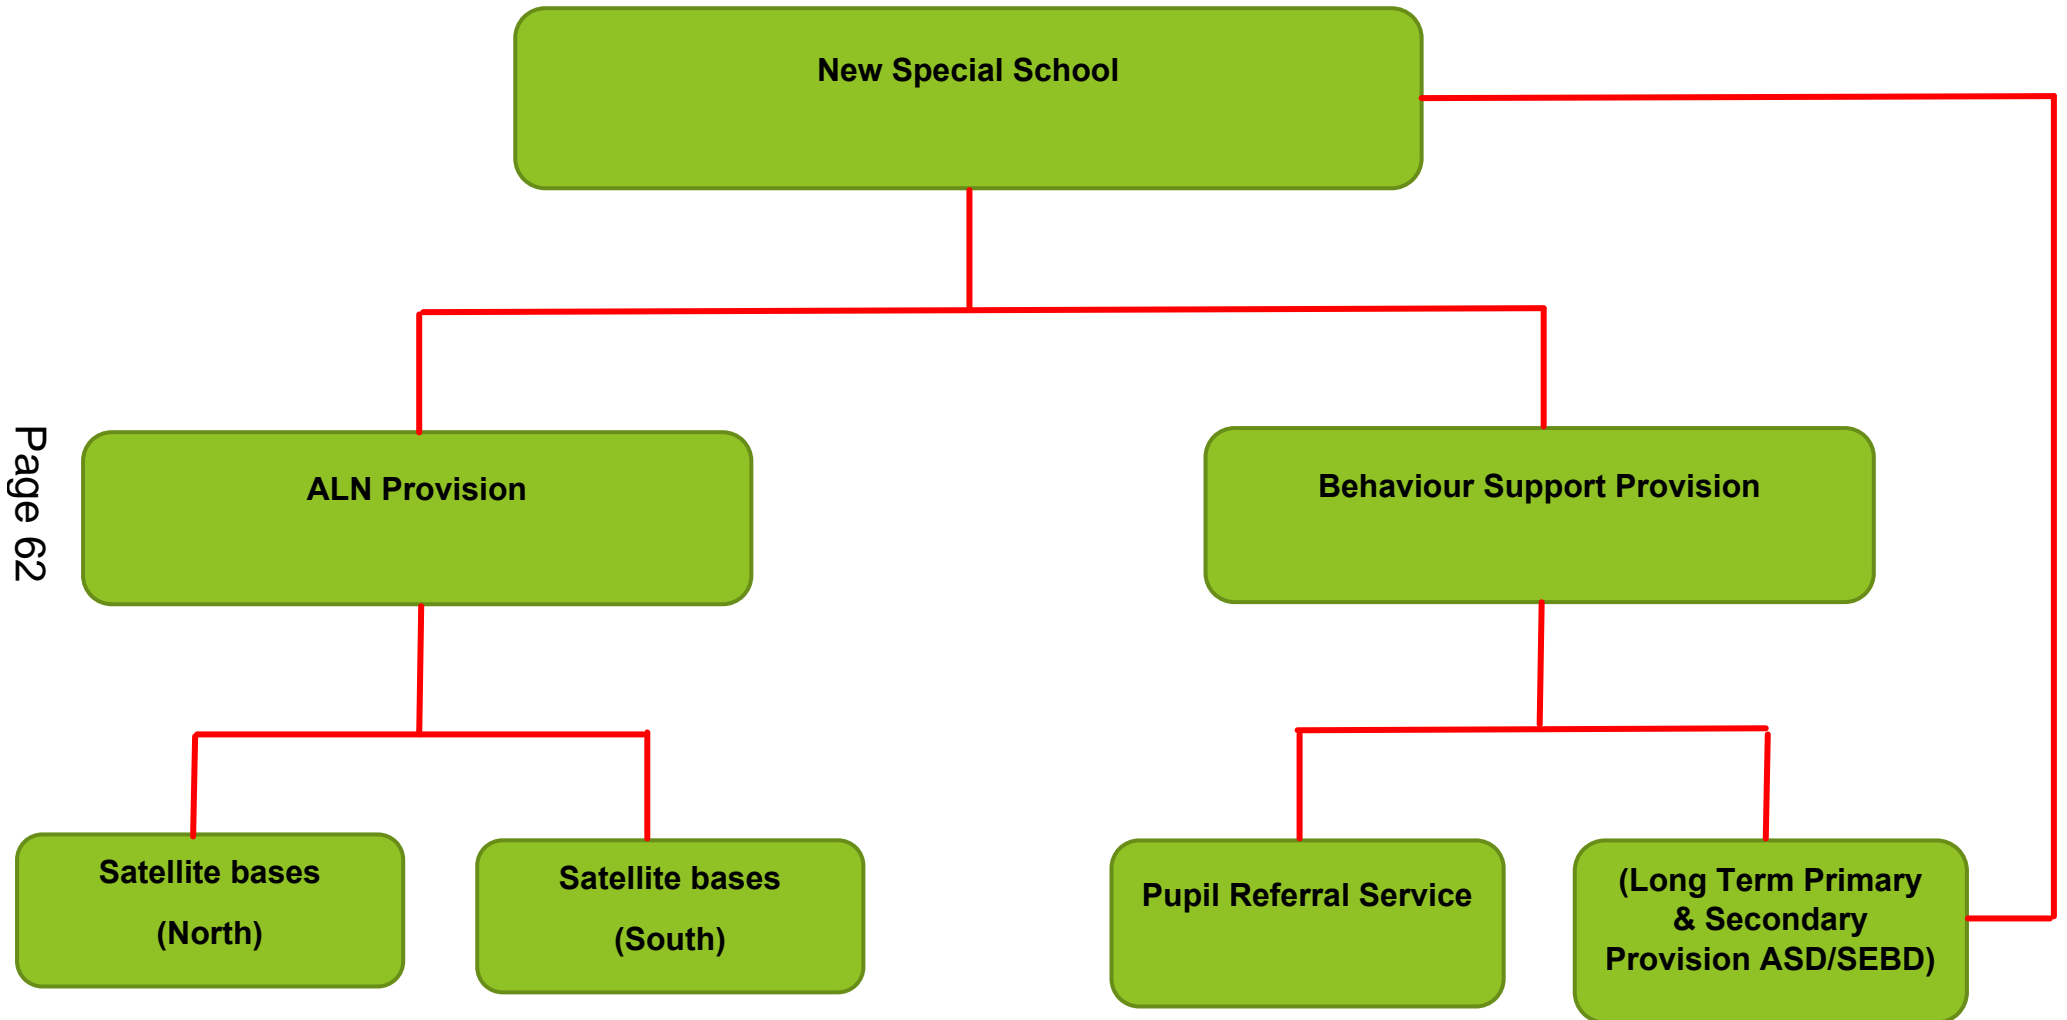 New Special School
ALN Provision
Behaviour Support Provision
Page 62
Satellite bases
(North)
Satellite bases
(South)
Pupil Referral Service
(Long Term Primary
& Secondary
Provision ASD/SEBD)